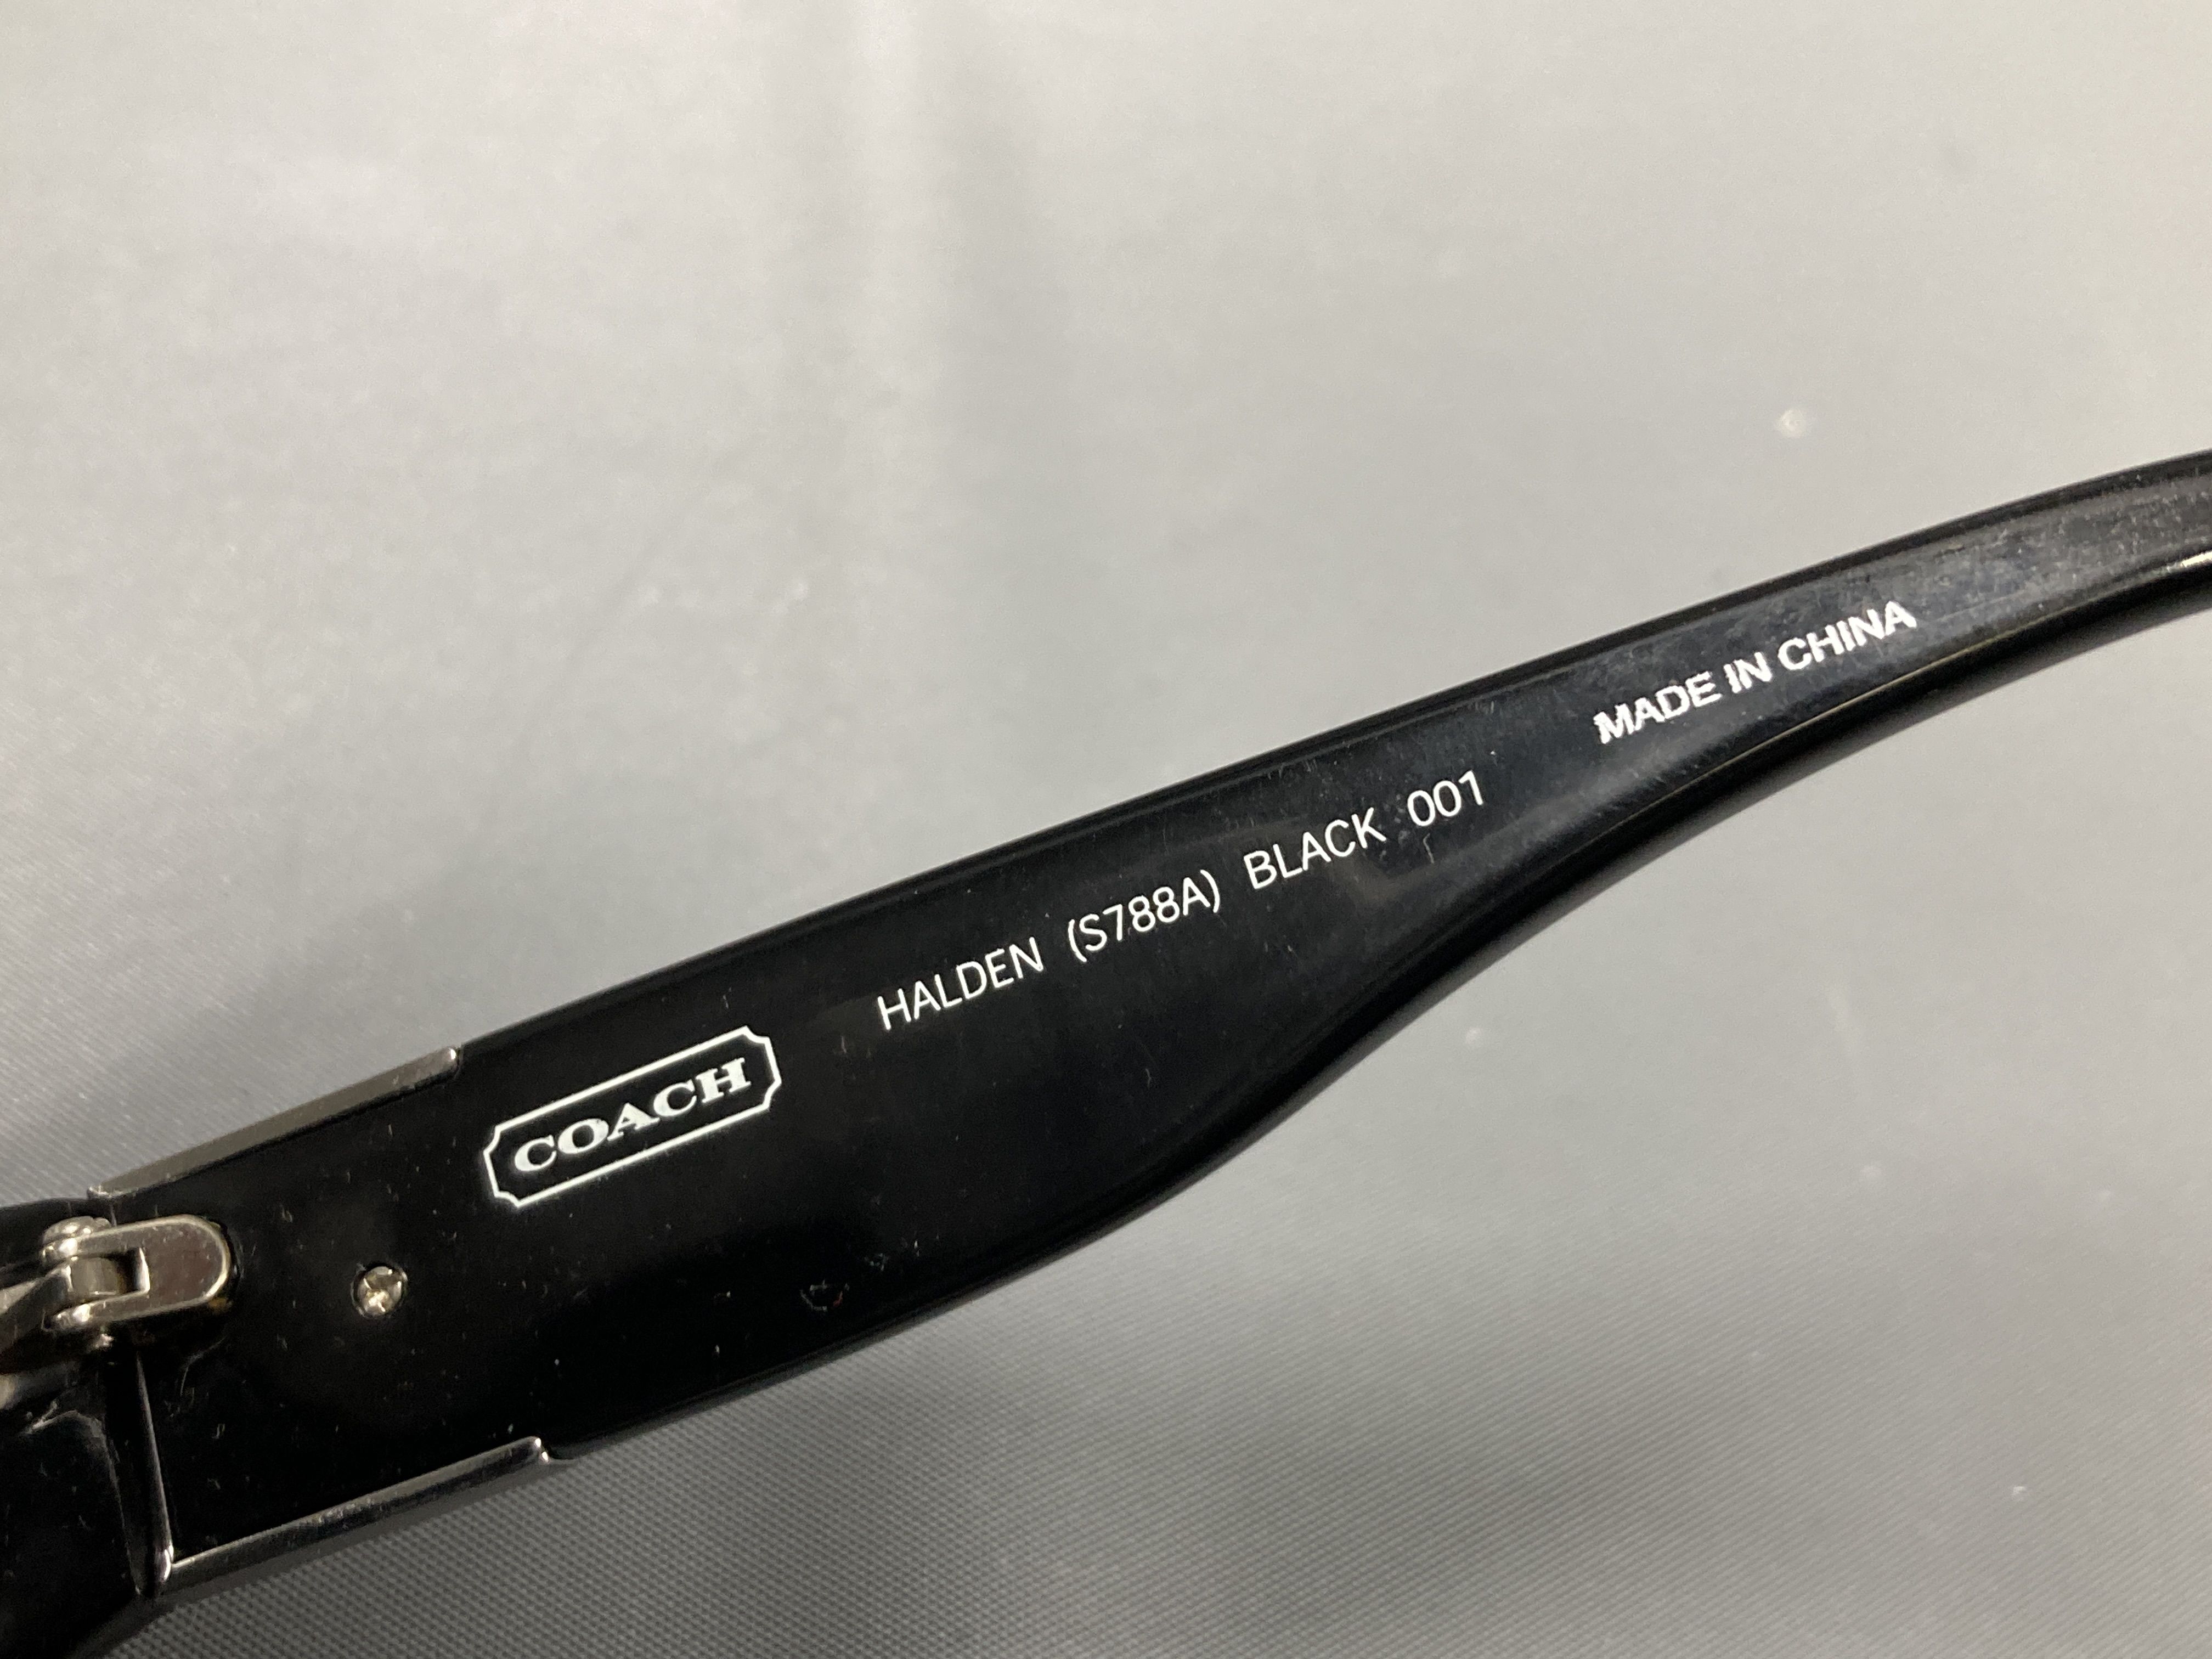 COACH
HALDEN (S788A) BLACK 001
MADE IN CHINA